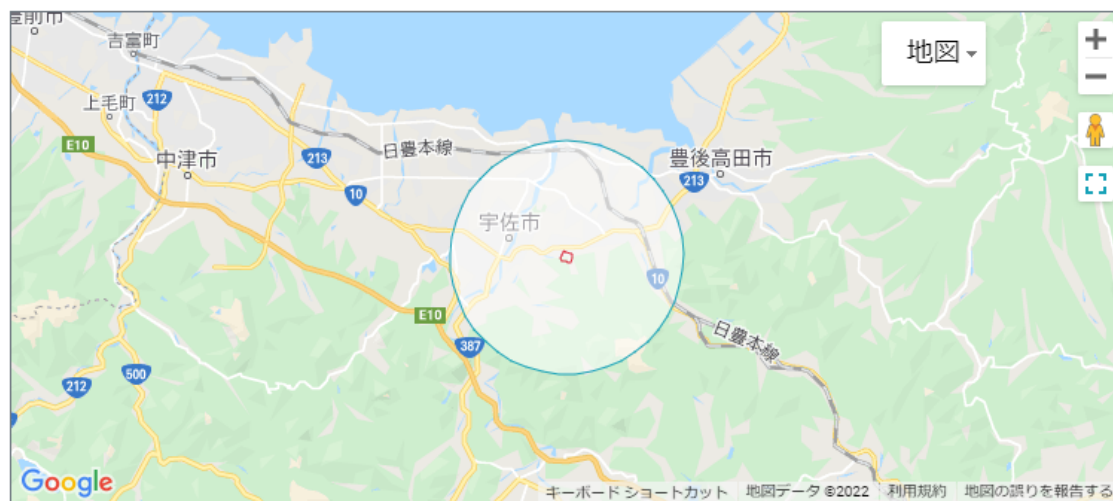 豊前市
吉富町
地図
上毛町
212
E10
213
日豊本線
中津市
豊後高田市
213
10
宇佐市
10
E10
387
日豊本線
500
212
Google
キーボード ショートカット 地図データ ©2022 利用規約 地図の誤りを報告する